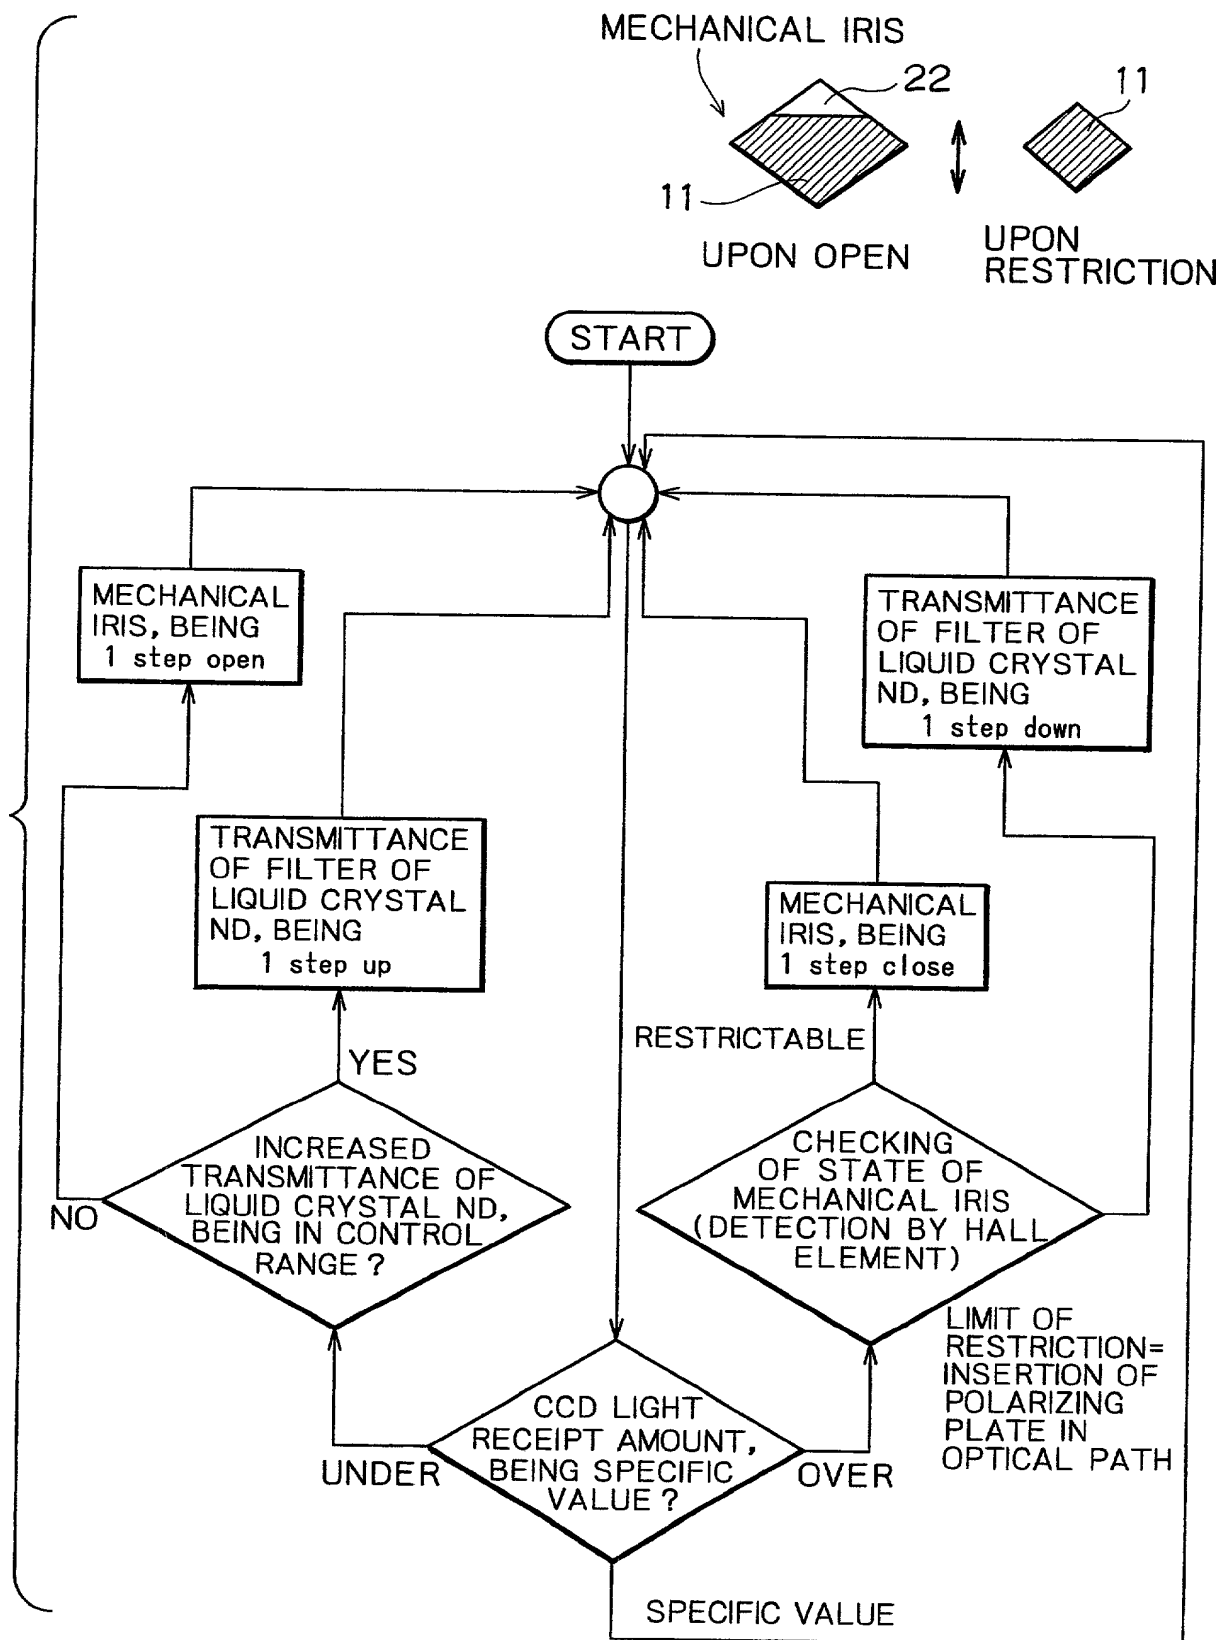 MECHANICAL IRIS
22
11
11
UPON OPEN
UPON
RESTRICTION
START
MECHANICAL
IRIS, BEING
1 step open
TRANSMITTANCE
OF FILTER OF
LIQUID CRYSTAL
ND, BEING
1 step down
TRANSMITTANCE
OF FILTER OF
LIQUID CRYSTAL
ND, BEING
1 step up
MECHANICAL
IRIS, BEING
1 step close
RESTRICTABLE
YES
INCREASED
TRANSMITTANCE OF
LIQUID CRYSTAL ND,
BEING IN CONTROL
RANGE?
NO
CHECKING
OF STATE OF
MECHANICAL IRIS
(DETECTION BY HALL
ELEMENT)
LIMIT OF
RESTRICTION=
INSERTION OF
POLARIZING
PLATE IN
OPTICAL PATH
CCD LIGHT
RECEIPT AMOUNT,
BEING SPECIFIC
VALUE?
UNDER
OVER
SPECIFIC VALUE